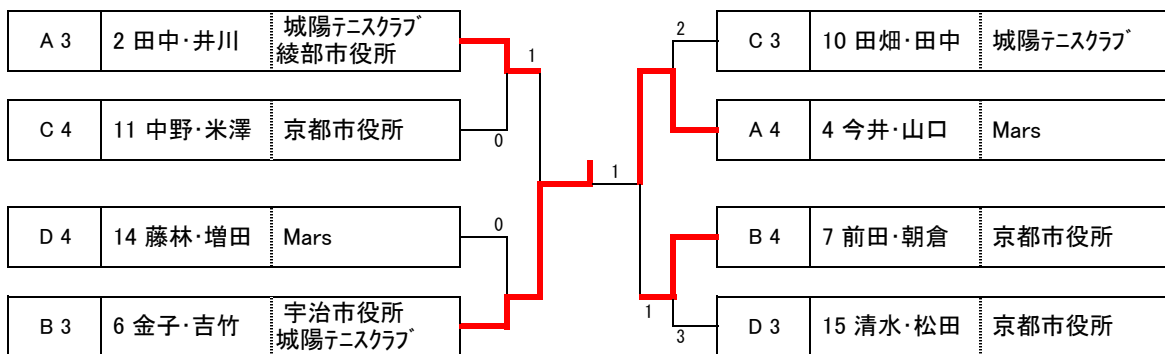 A 3 2 田中・井川 城陽テニスクラブ
綾部市役所
1
C 4 11 中野・米澤 京都市役所
0
D 4 14 藤林・増田 Mars
0
B 3 6 金子・吉竹 宇治市役所
城陽テニスクラブ
1
2
C 3 10 田畑・田中 城陽テニスクラブ
A 4 4 今井・山口 Mars
B 4 7 前田・朝倉 京都市役所
1
D 3 15 清水・松田 京都市役所
3